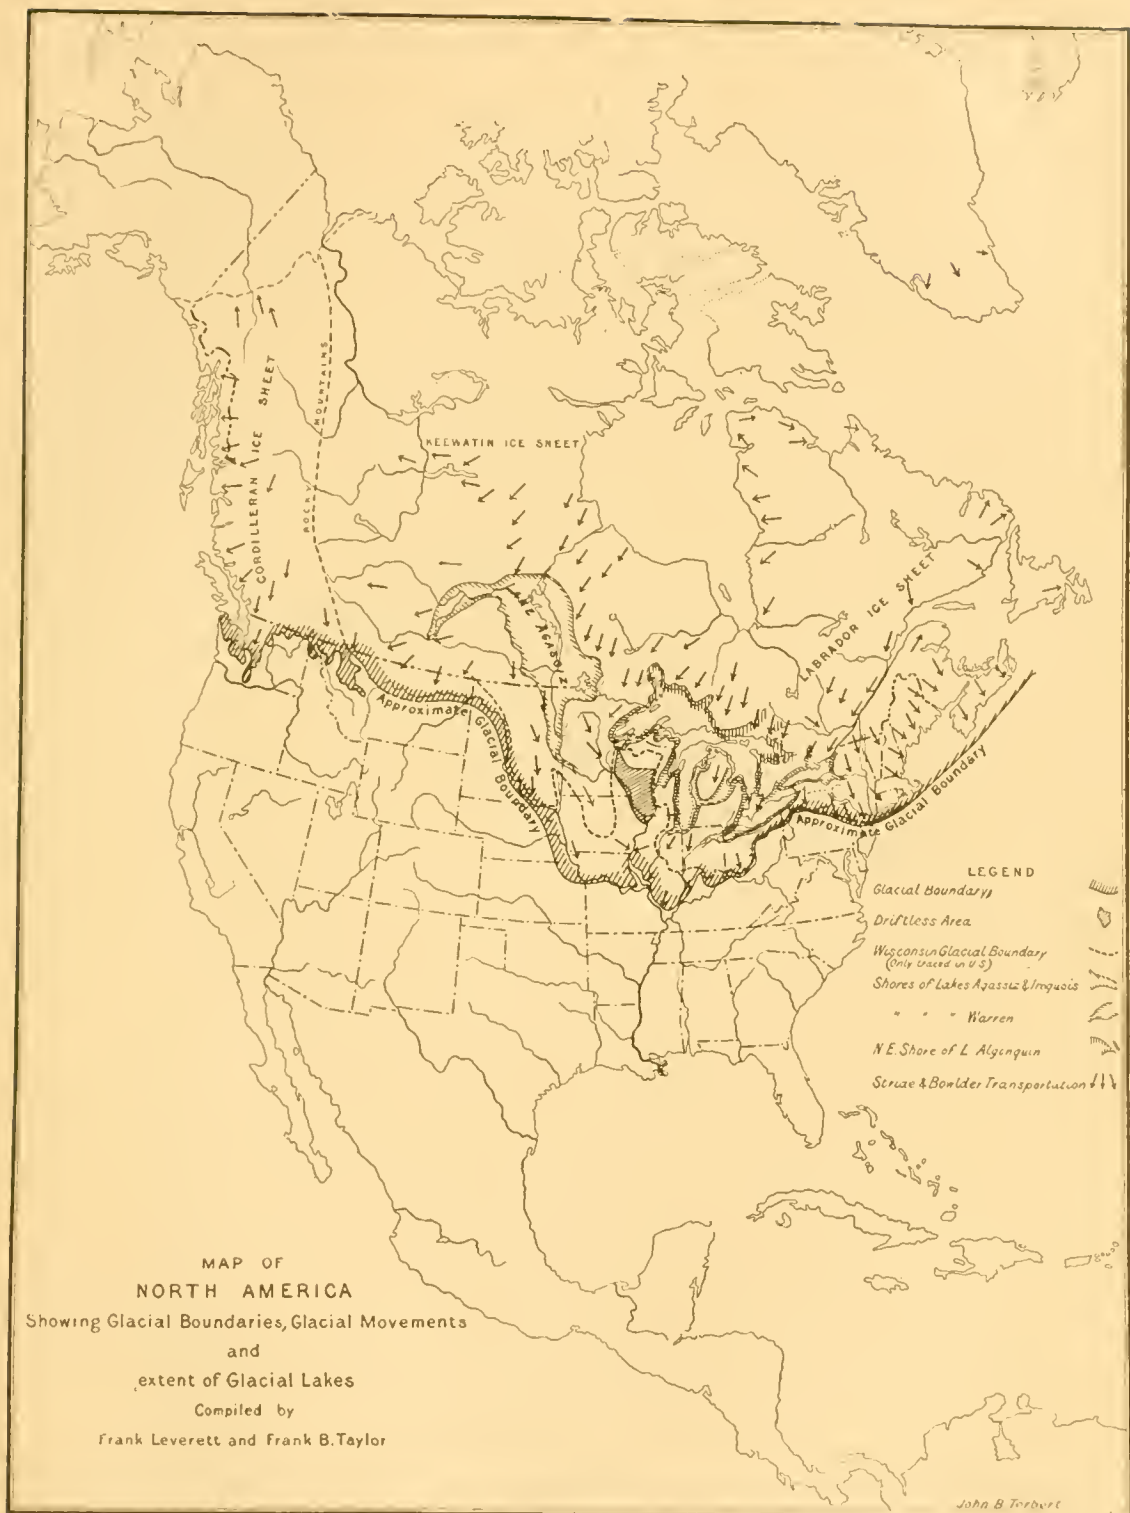 CORDILLERAN ICE SHEET
ROCKY MOUNTAINS
KEEWATIN ICE SHEET
LABRADOR ICE SHEET
Approximate Glacial Boundary
Approximate Glacial Boundary
LEGEND
Glacial Boundary
Driftless Area
Wisconsin Glacial Boundary
(Only traced in U S)
Shores of Lakes Agassiz & Iroquois
" " " Warren
N.E. Shore of L Algonquin
Striae & Bowlder Transportation
MAP OF
NORTH AMERICA
Showing Glacial Boundaries, Glacial Movements
and
extent of Glacial Lakes
Compiled by
Frank Leverett and Frank B. Taylor
John B Torbert